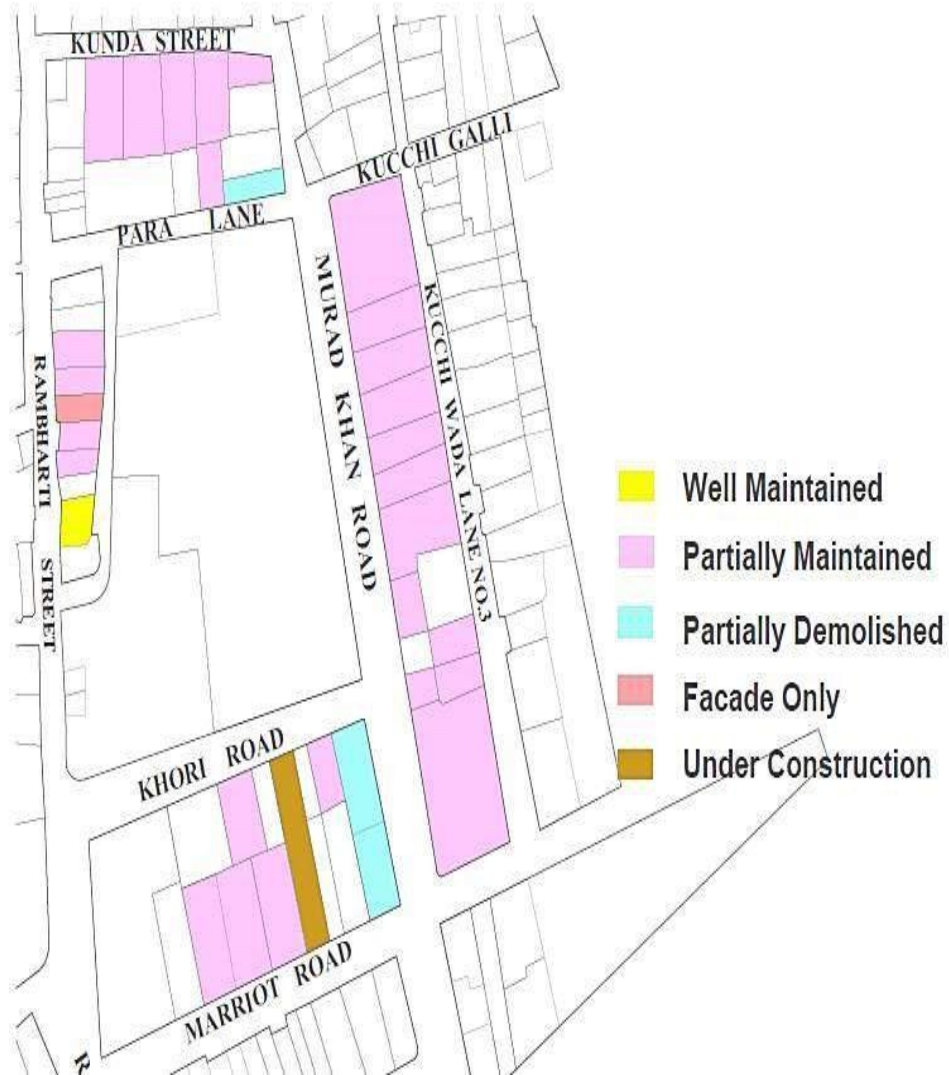 KUNDA STREET
KUCCHI GALLI
PARA LANE
MURAD KHAN ROAD
KUCCHI WADA LANE NO.3
RAMBHARTI STREET
Well Maintained
Partially Maintained
Partially Demolished
Facade Only
Under Construction
KHORI ROAD
MARRIOT ROAD
R